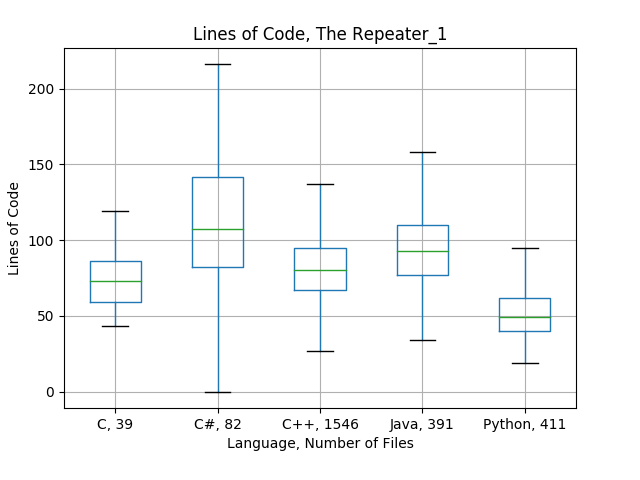 Lines of Code, The Repeater_1
Lines of Code
200
150
100
50
0
C, 39
C#, 82
C++, 1546
Java, 391
Python, 411
Language, Number of Files